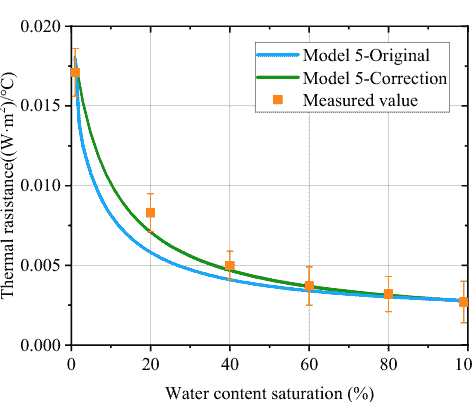 0.020
0.015
0.010
0.005
0.000
Thermal rasistance((W·m²)/°C)
Model 5-Original
Model 5-Correction
Measured value
0 20 40 60 80 10
Water content saturation (%)